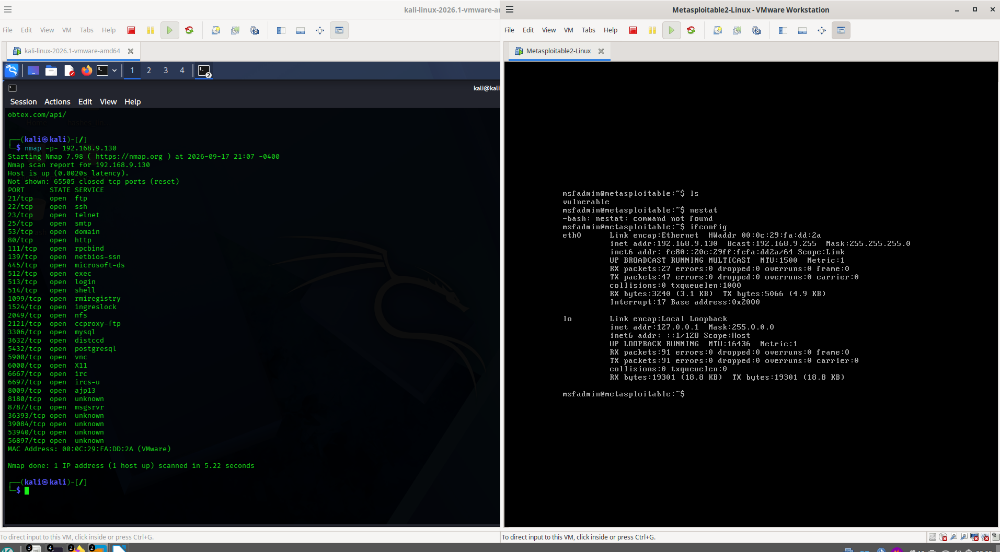 kali-linux-2026.1-vmware-a
File Edit View VM Tabs Help
kali-linux-2026.1-vmware-amd64
1 2 3 4
2
kali@kali
Session Actions Edit View Help
obtex.com/api/
┌──(kali㉿kali)-[/]
└─$ nmap -p- 192.168.9.130
Starting Nmap 7.98 ( https://nmap.org ) at 2026-09-17 21:07 -0400
Nmap scan report for 192.168.9.130
Host is up (0.0020s latency).
Not shown: 65505 closed tcp ports (reset)
PORT STATE SERVICE
21/tcp open ftp
22/tcp open ssh
23/tcp open telnet
25/tcp open smtp
53/tcp open domain
80/tcp open http
111/tcp open rpcbind
139/tcp open netbios-ssn
445/tcp open microsoft-ds
512/tcp open exec
513/tcp open login
514/tcp open shell
1099/tcp open rmiregistry
1524/tcp open ingreslock
2049/tcp open nfs
2121/tcp open ccproxy-ftp
3306/tcp open mysql
3632/tcp open distccd
5432/tcp open postgresql
5900/tcp open vnc
6000/tcp open X11
6667/tcp open irc
6697/tcp open ircs-u
8009/tcp open ajp13
8180/tcp open unknown
8787/tcp open msgsrvr
36393/tcp open unknown
39084/tcp open unknown
53940/tcp open unknown
56897/tcp open unknown
MAC Address: 00:0C:29:FA:DD:2A (VMware)
Nmap done: 1 IP address (1 host up) scanned in 5.22 seconds
┌──(kali㉿kali)-[/]
└─$
To direct input to this VM, click inside or press Ctrl+G.
3 4 2 2
Metasploitable2-Linux - VMware Workstation
File Edit View VM Tabs Help
Metasploitable2-Linux
msfadmin@metasploitable:~$ ls
vulnerable
msfadmin@metasploitable:~$ nestat
-bash: nestat: command not found
msfadmin@metasploitable:~$ ifconfig
eth0 Link encap:Ethernet HWaddr 00:0c:29:fa:dd:2a
inet addr:192.168.9.130 Bcast:192.168.9.255 Mask:255.255.255.0
inet6 addr: fe80::20c:29ff:fefa:dd2a/64 Scope:Link
UP BROADCAST RUNNING MULTICAST MTU:1500 Metric:1
RX packets:27 errors:0 dropped:0 overruns:0 frame:0
TX packets:47 errors:0 dropped:0 overruns:0 carrier:0
collisions:0 txqueuelen:1000
RX bytes:3240 (3.1 KB) TX bytes:5066 (4.9 KB)
Interrupt:17 Base address:0x2000
lo Link encap:Local Loopback
inet addr:127.0.0.1 Mask:255.0.0.0
inet6 addr: ::1/128 Scope:Host
UP LOOPBACK RUNNING MTU:16436 Metric:1
RX packets:91 errors:0 dropped:0 overruns:0 frame:0
TX packets:91 errors:0 dropped:0 overruns:0 carrier:0
collisions:0 txqueuelen:0
RX bytes:19301 (18.8 KB) TX bytes:19301 (18.8 KB)
msfadmin@metasploitable:~$
To direct input to this VM, click inside or press Ctrl+G.